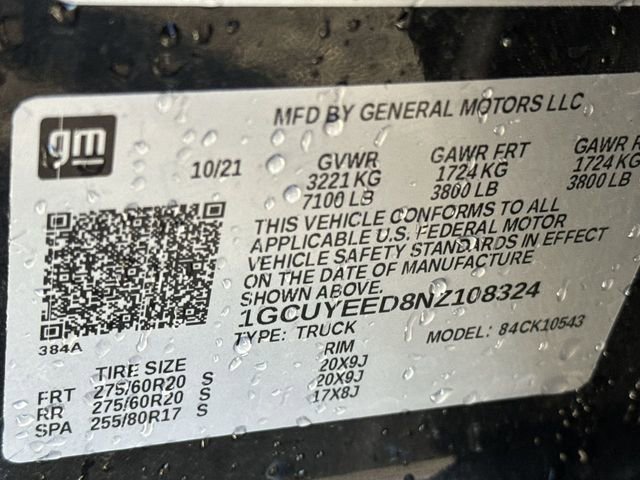 MFD BY GENERAL MOTORS LLC
gm
10/21
GVWR GAWR FRT GAWR R
3221 KG 1724 KG 1724 KG
7100 LB 3800 LB 3800 LB
THIS VEHICLE CONFORMS TO ALL
APPLICABLE U.S. FEDERAL MOTOR
VEHICLE SAFETY STANDARDS IN EFFECT
ON THE DATE OF MANUFACTURE
SHOWN ABOVE.
1GCUYEED8NZ108324
TYPE: TRUCK MODEL: 84CK10543
384A
TIRE SIZE RIM
FRT 275/60R20 S 20X9J
RR 275/60R20 S 20X9J
SPA 255/80R17 S 17X8J